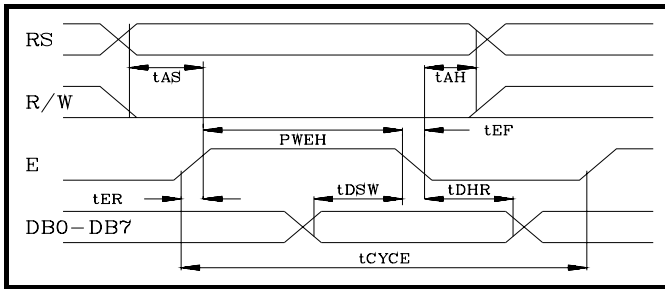 RS
tAS
tAH
R/W
PWEH
tEF
E
tER
tDSW
tDHR
DB0-DB7
tCYCE